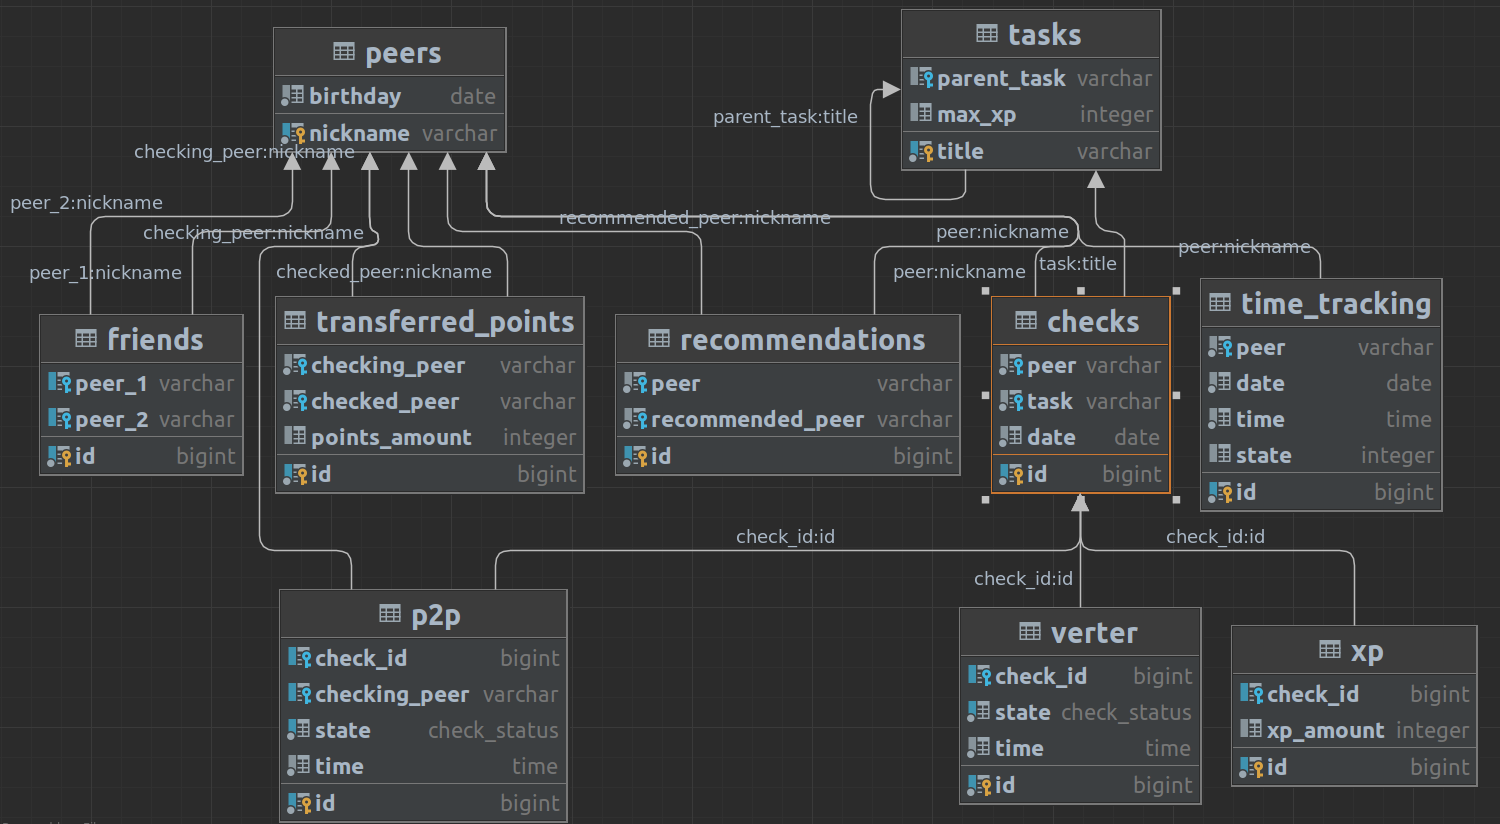 peers
birthday date
nickname varchar
tasks
parent_task varchar
max_xp integer
title varchar
parent_task:title
checking_peer:nickname
peer_2:nickname
checking_peer:nickname
peer_1:nickname
checked_peer:nickname
recommended_peer:nickname
peer:nickname
peer:nickname
task:title
peer:nickname
friends
peer_1 varchar
peer_2 varchar
id bigint
transferred_points
checking_peer varchar
checked_peer varchar
points_amount integer
id bigint
recommendations
peer varchar
recommended_peer varchar
id bigint
checks
peer varchar
task varchar
date date
id bigint
time_tracking
peer varchar
date date
time time
state integer
id bigint
check_id:id
check_id:id
check_id:id
p2p
check_id bigint
checking_peer varchar
state check_status
time time
id bigint
verter
check_id bigint
state check_status
time time
id bigint
xp
check_id bigint
xp_amount integer
id bigint